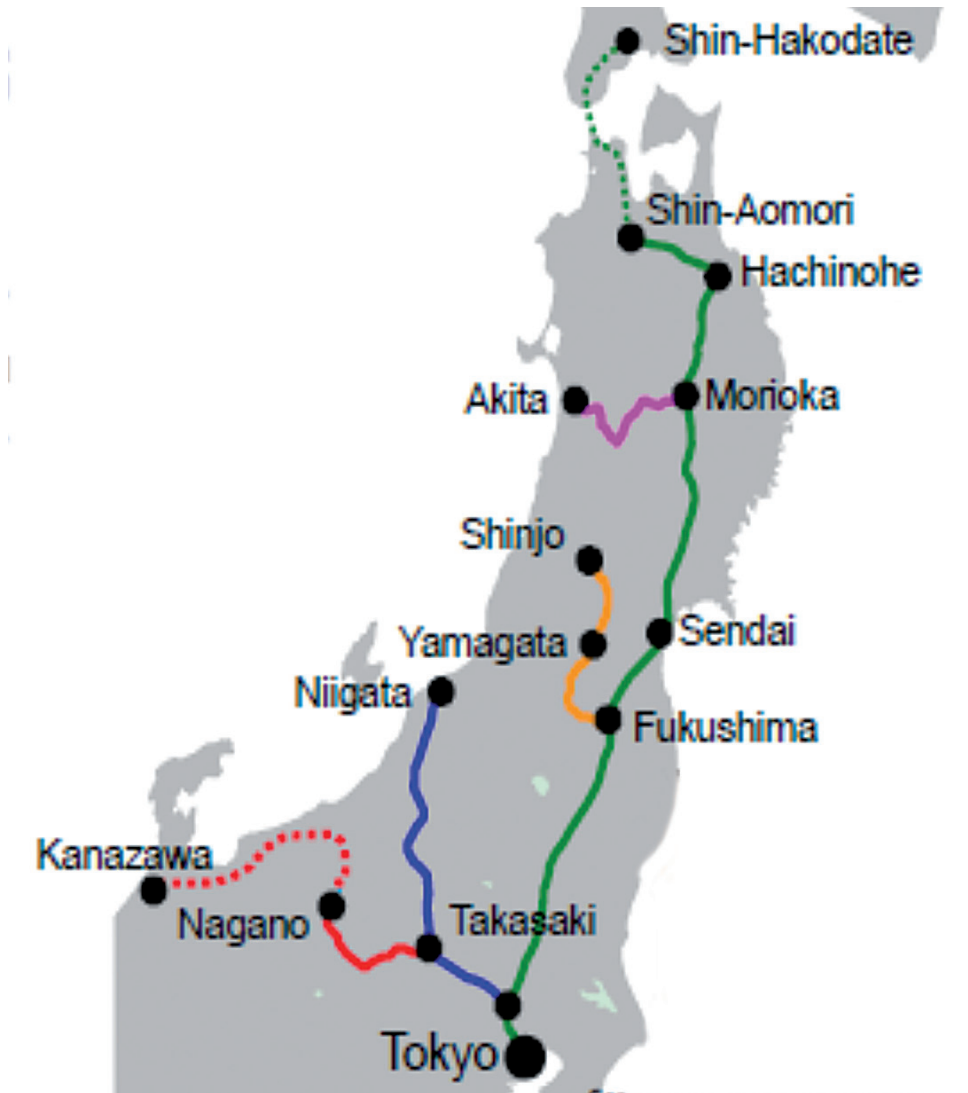 Shin-Hakodate
Shin-Aomori
Hachinohe
Akita
Morioka
Shinjo
Yamagata
Sendai
Niigata
Fukushima
Kanazawa
Nagano
Takasaki
Tokyo